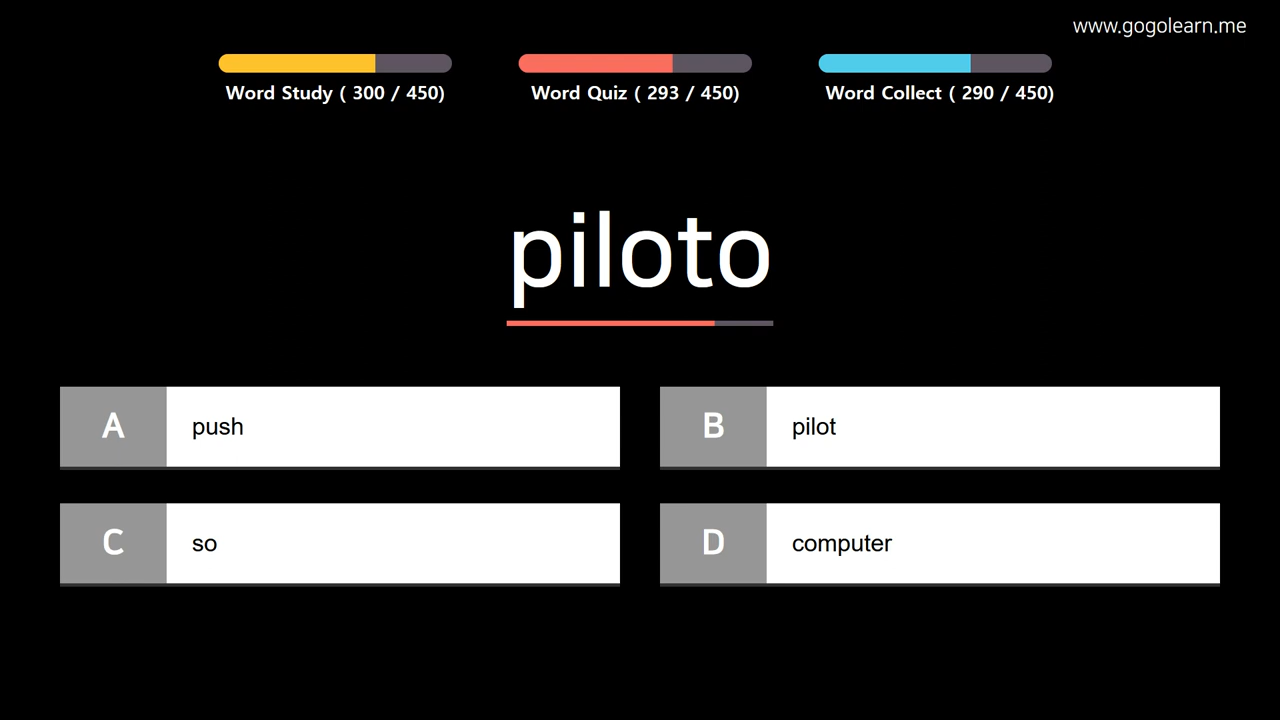 www.gogolearn.me
Word Study ( 300 / 450)
Word Quiz ( 293 / 450)
Word Collect ( 290 / 450)
piloto
A push
B pilot
C so
D computer